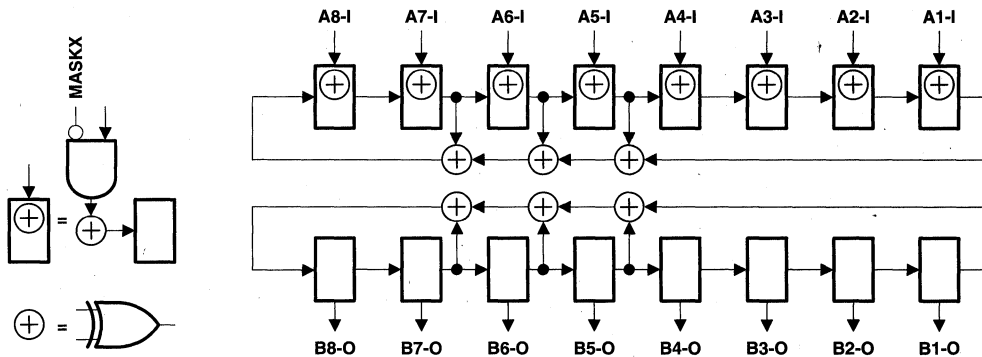 A8-I A7-I A6-I A5-I A4-I A3-I A2-I A1-I
MASKX
=
=
B8-O B7-O B6-O B5-O B4-O B3-O B2-O B1-O